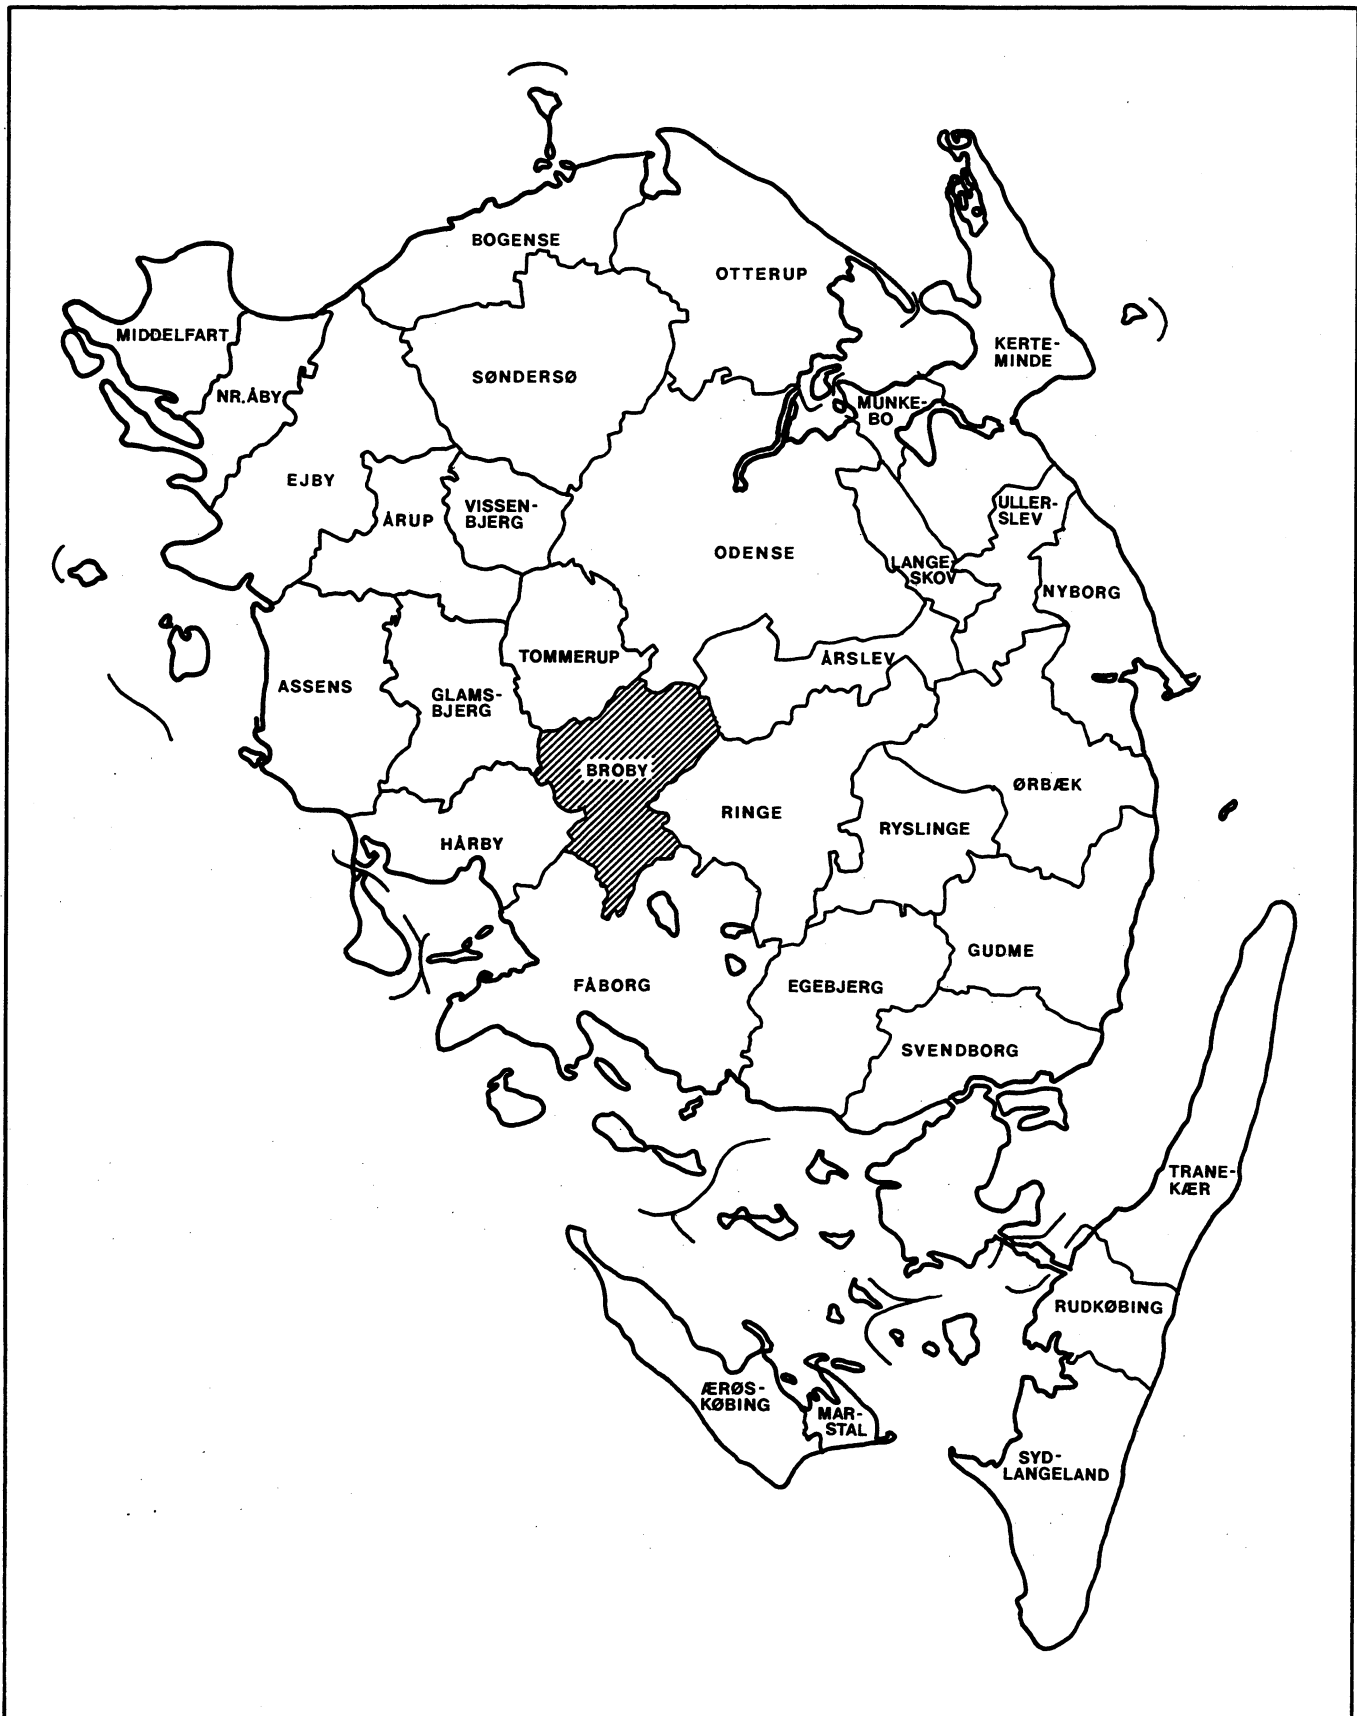 BOGENSE
OTTERUP
MIDDELFART
KERTE-
MINDE
SØNDERSØ
NR.ÅBY
MUNKE-
BO
EJBY
ÅRUP
VISSEN-
BJERG
ULLER-
SLEV
ODENSE
LANGE-
SKOV
NYBORG
TOMMERUP
ÅRSLEV
ASSENS
GLAMS-
BJERG
BROBY
ØRBÆK
RINGE
RYSLINGE
HÅRBY
GUDME
FÅBORG
EGEBJERG
SVENDBORG
TRANE-
KÆR
RUDKØBING
ÆRØS-
KØBING
MAR-
STAL
SYD-
LANGELAND